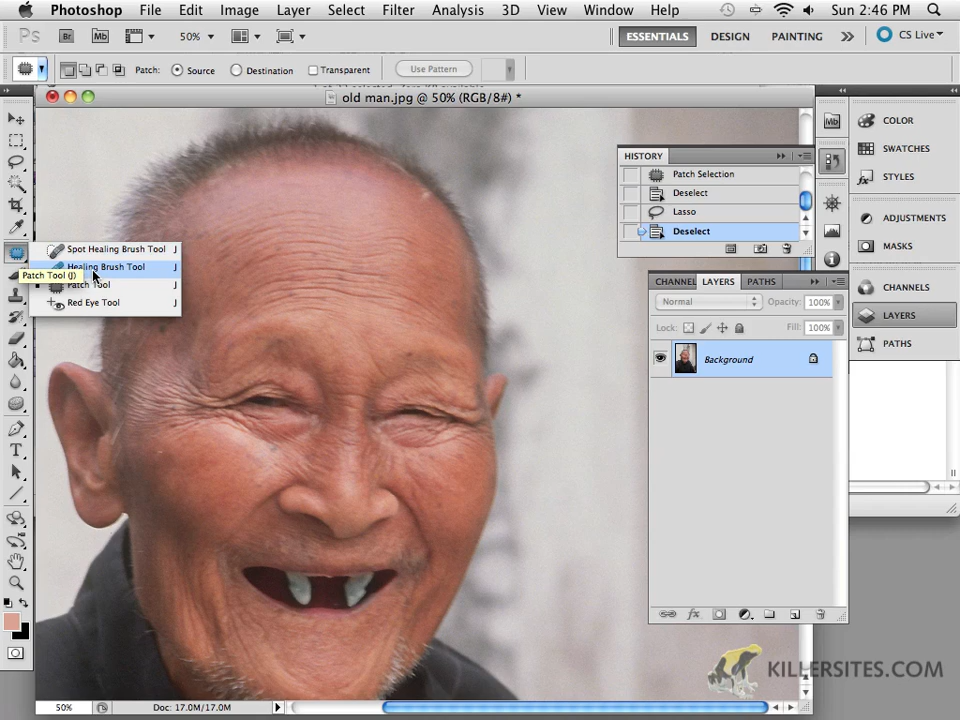 Photoshop File Edit Image Layer Select Filter Analysis 3D View Window Help Sun 2:46 PM
Ps Br Mb 50% ESSENTIALS DESIGN PAINTING CS Live
Patch: Source Destination Transparent Use Pattern
old man.jpg @ 50% (RGB/8#) *
Mb COLOR
SWATCHES
STYLES
ADJUSTMENTS
MASKS
CHANNELS
LAYERS
PATHS
HISTORY
Patch Selection
Deselect
Lasso
Deselect
Spot Healing Brush Tool J
Healing Brush Tool J
Patch Tool (J)
Patch Tool J
Red Eye Tool J
CHANNEL LAYERS PATHS
Normal Opacity: 100%
Lock: Fill: 100%
Background
50% Doc: 17.0M/17.0M
KILLERSITES.COM